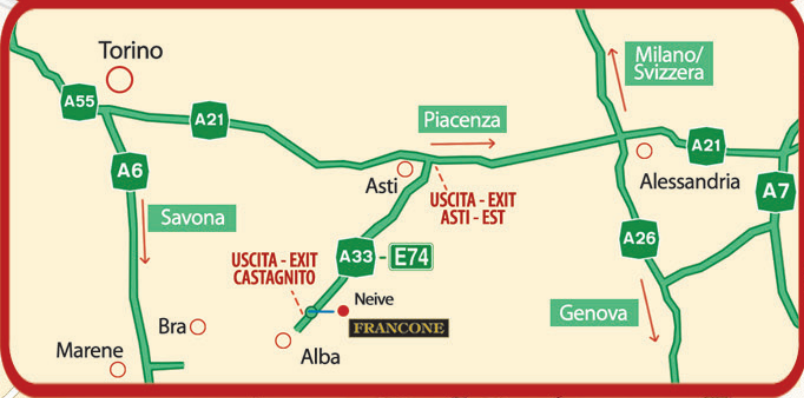 Torino
Milano/
Svizzera
A55
A21
Piacenza
A21
A6
Asti
USCITA - EXIT
ASTI - EST
Alessandria
A7
Savona
A26
USCITA - EXIT
CASTAGNITO
A33 - E74
Neive
FRANCONE
Genova
Bra
Marene
Alba